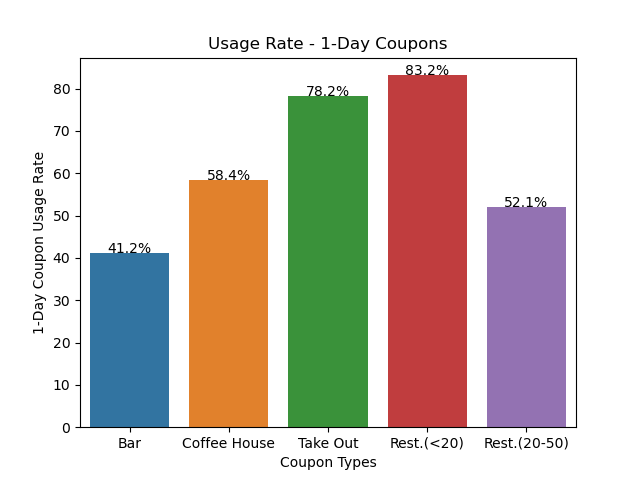 Usage Rate - 1-Day Coupons
1-Day Coupon Usage Rate
80
70
60
50
40
30
20
10
0
41.2%
58.4%
78.2%
83.2%
52.1%
Bar
Coffee House
Take Out
Rest.(<20)
Rest.(20-50)
Coupon Types